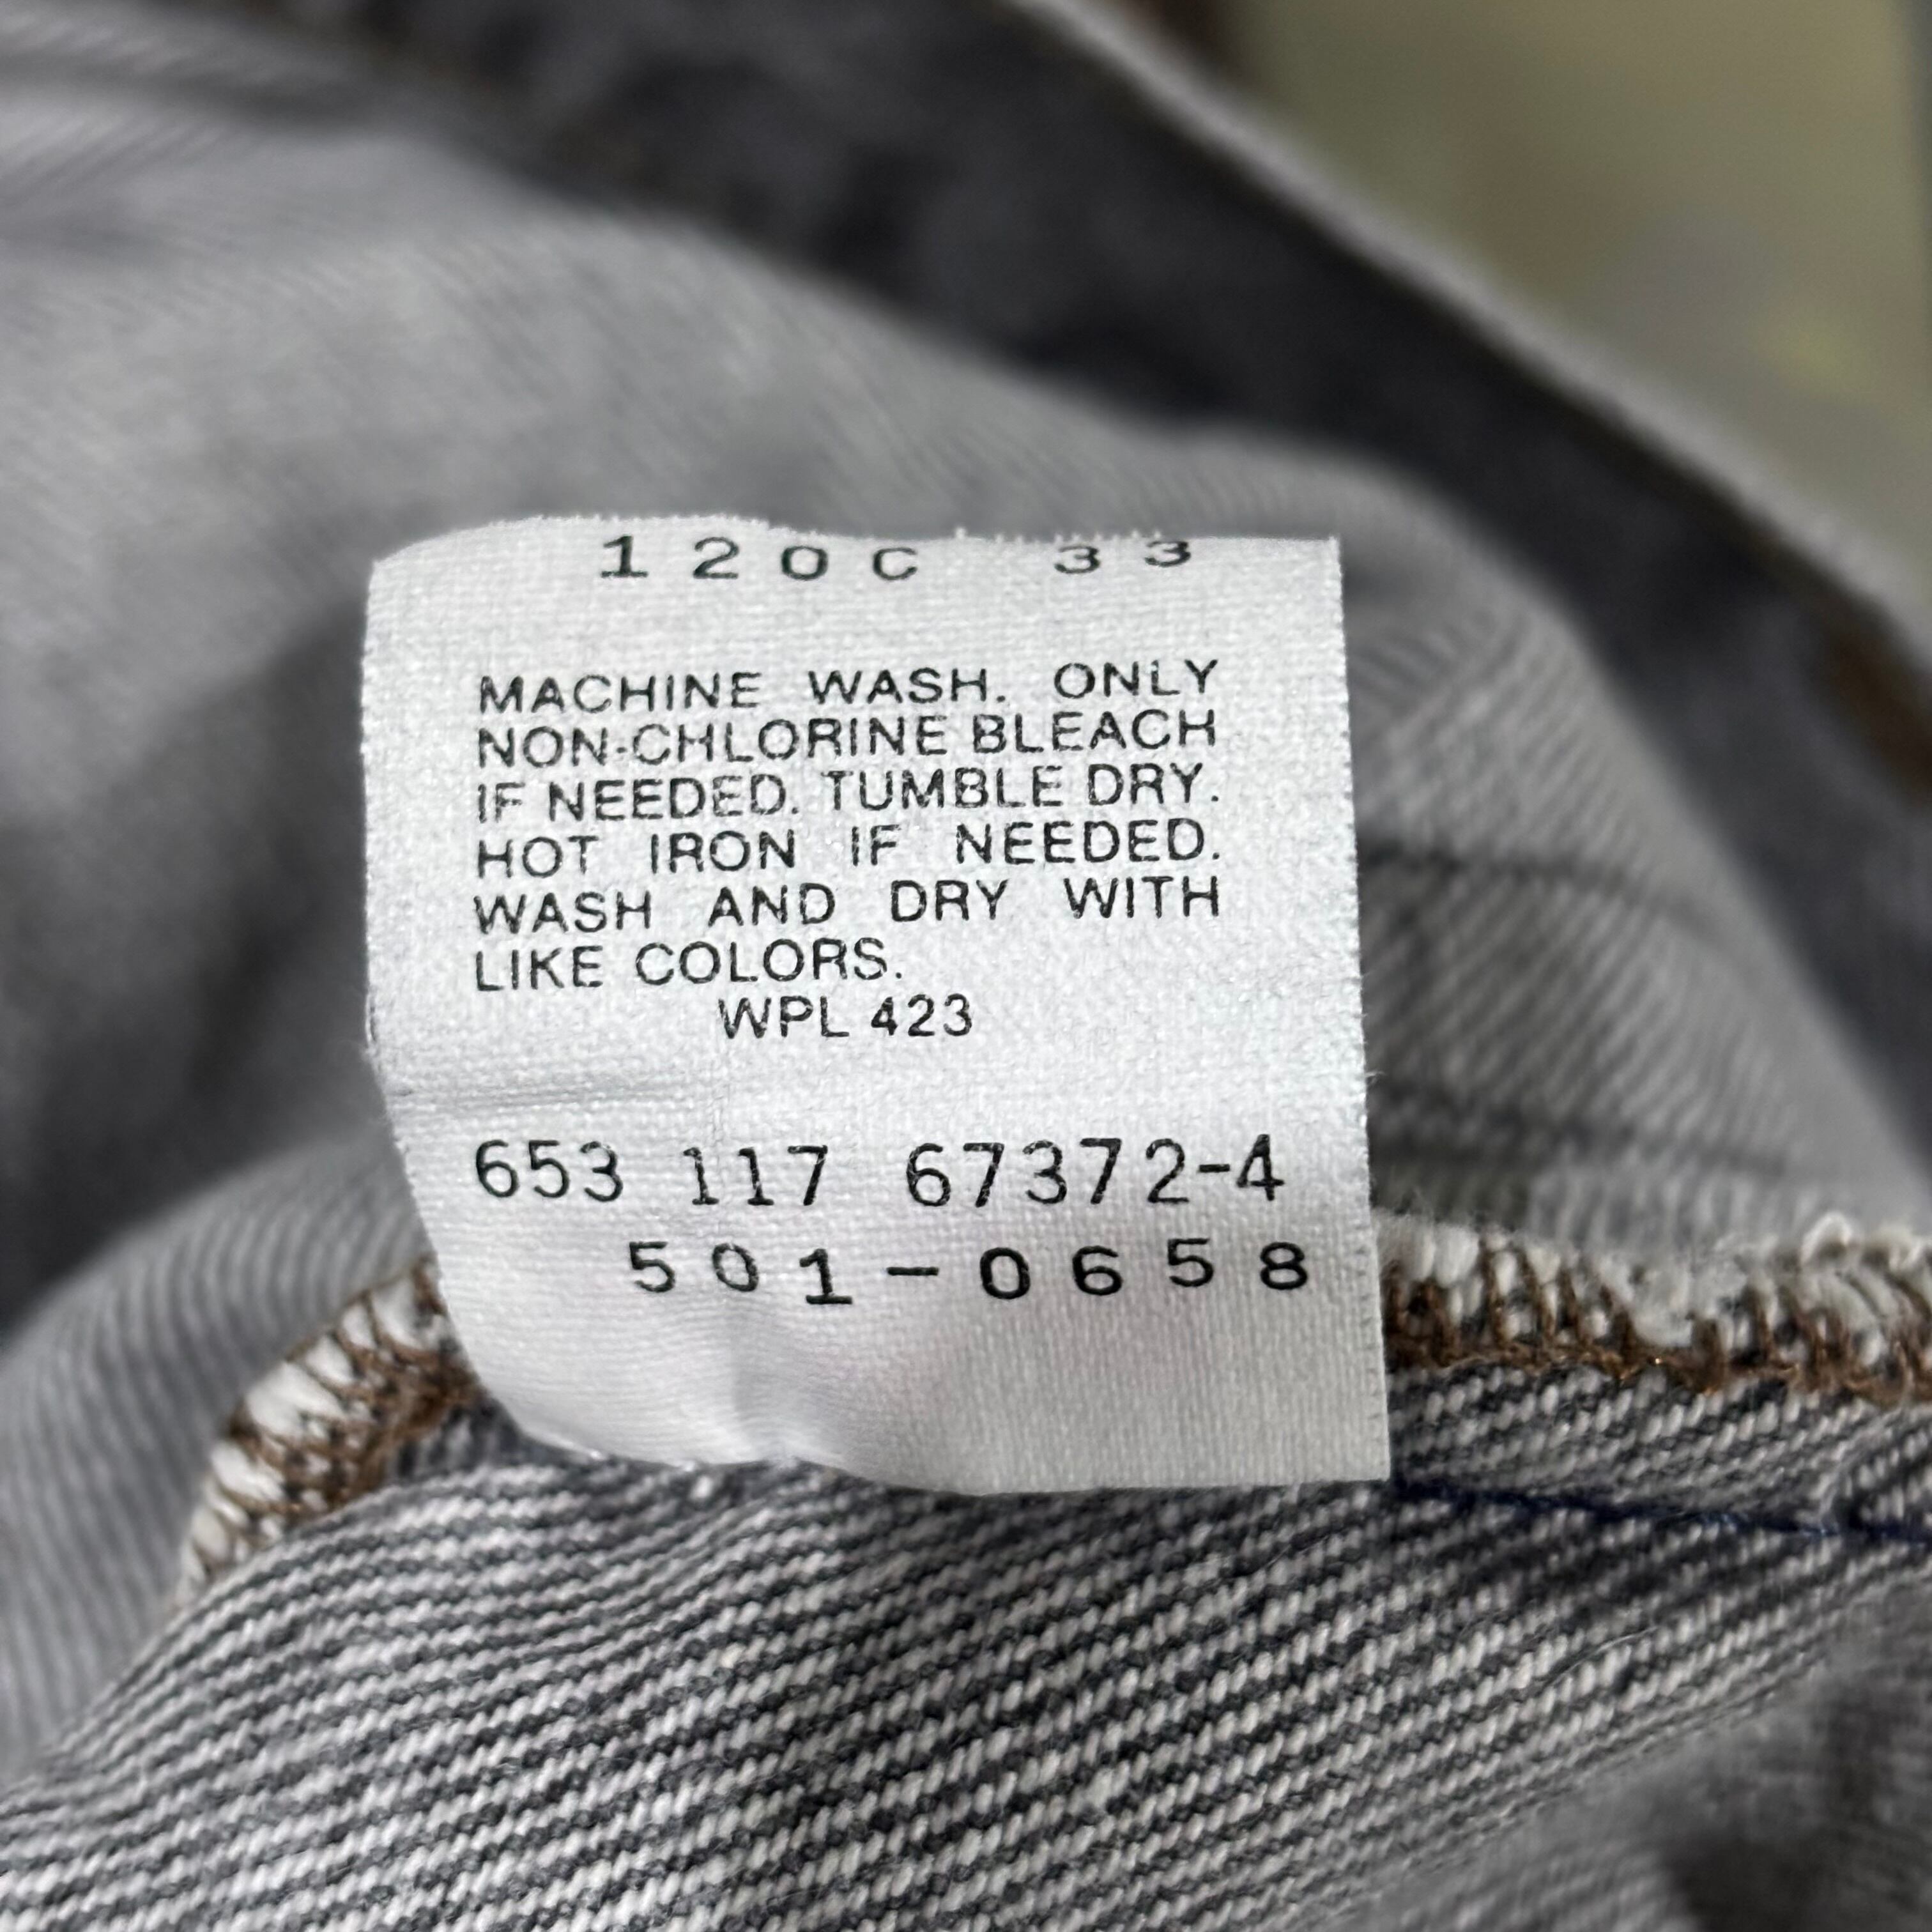 120C 33
MACHINE WASH. ONLY
NON-CHLORINE BLEACH
IF NEEDED. TUMBLE DRY.
HOT IRON IF NEEDED.
WASH AND DRY WITH
LIKE COLORS.
WPL 423
653 117 67372-4
501-0658